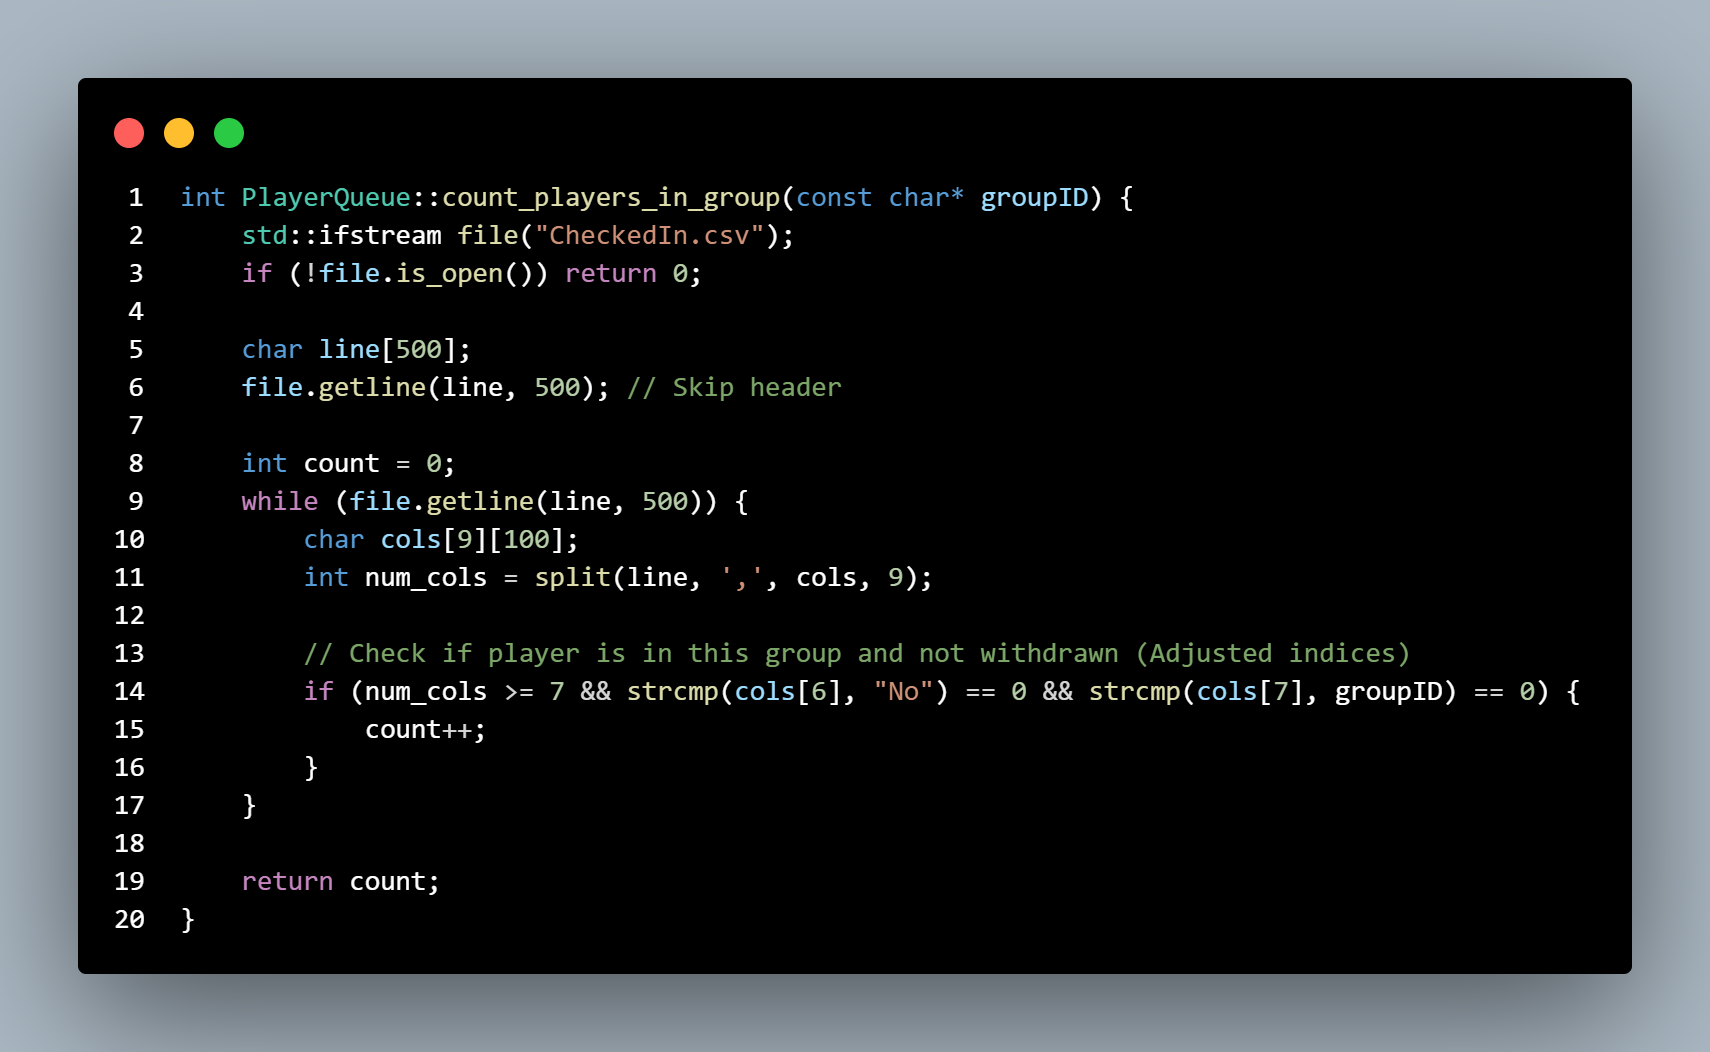 1 int PlayerQueue::count_players_in_group(const char* groupID) {
2     std::ifstream file("CheckedIn.csv");
3     if (!file.is_open()) return 0;
4
5     char line[500];
6     file.getline(line, 500); // Skip header
7
8     int count = 0;
9     while (file.getline(line, 500)) {
10         char cols[9][100];
11         int num_cols = split(line, ',', cols, 9);
12
13         // Check if player is in this group and not withdrawn (Adjusted indices)
14         if (num_cols >= 7 && strcmp(cols[6], "No") == 0 && strcmp(cols[7], groupID) == 0) {
15             count++;
16         }
17     }
18
19     return count;
20 }